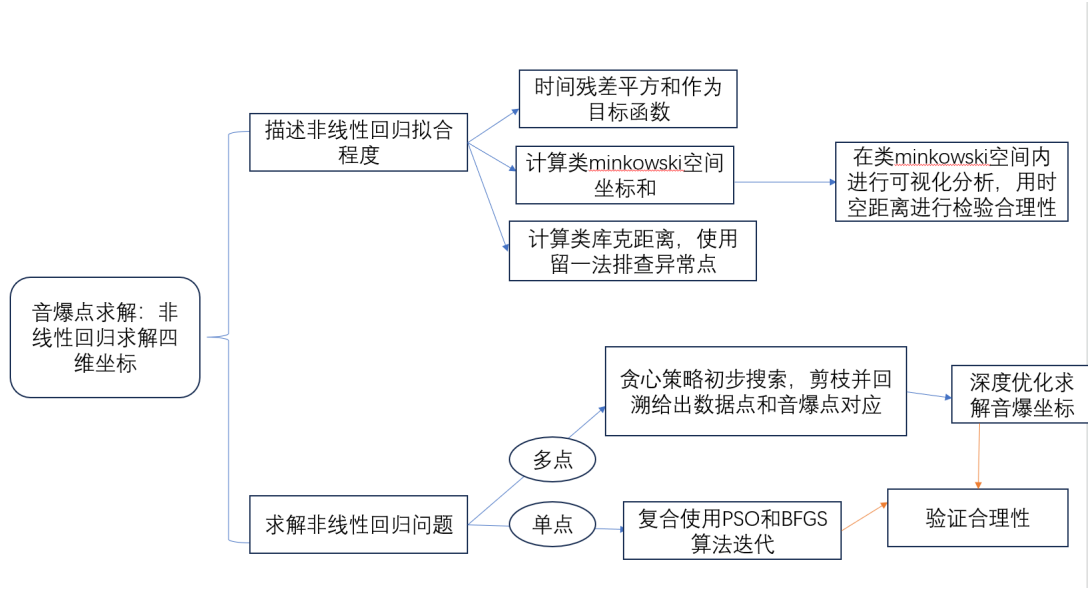 时间残差平方和作为
目标函数
描述非线性回归拟合
程度
计算类minkowski空间
坐标和
在类minkowski空间内
进行可视化分析，用时
空距离进行检验合理性
计算类库克距离，使用
留一法排查异常点
音爆点求解：非
线性回归求解四
维坐标
贪心策略初步搜索，剪枝并回
溯给出数据点和音爆点对应
深度优化求
解音爆坐标
多点
求解非线性回归问题
单点
复合使用PSO和BFGS
算法迭代
验证合理性